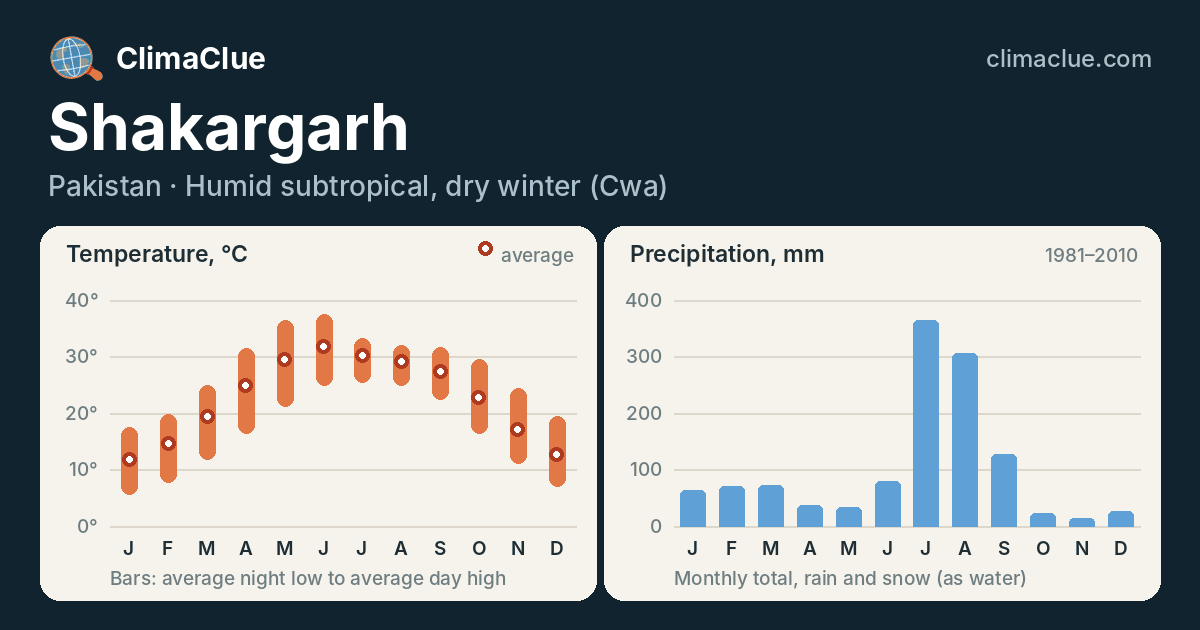 ClimaClue
climaclue.com
Shakargarh
Pakistan · Humid subtropical, dry winter (Cwa)
Temperature, °C
average
40°
30°
20°
10°
0°
J F M A M J J A S O N D
Bars: average night low to average day high
Precipitation, mm
1981–2010
400
300
200
100
0
J F M A M J J A S O N D
Monthly total, rain and snow (as water)